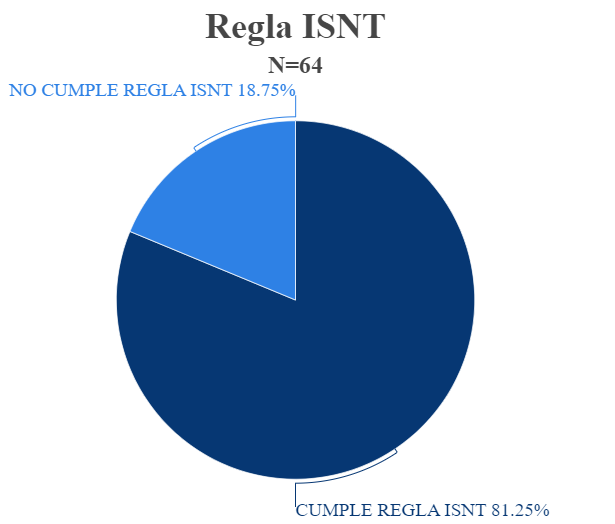 Regla ISNT
N=64
NO CUMPLE REGLA ISNT 18.75%
CUMPLE REGLA ISNT 81.25%